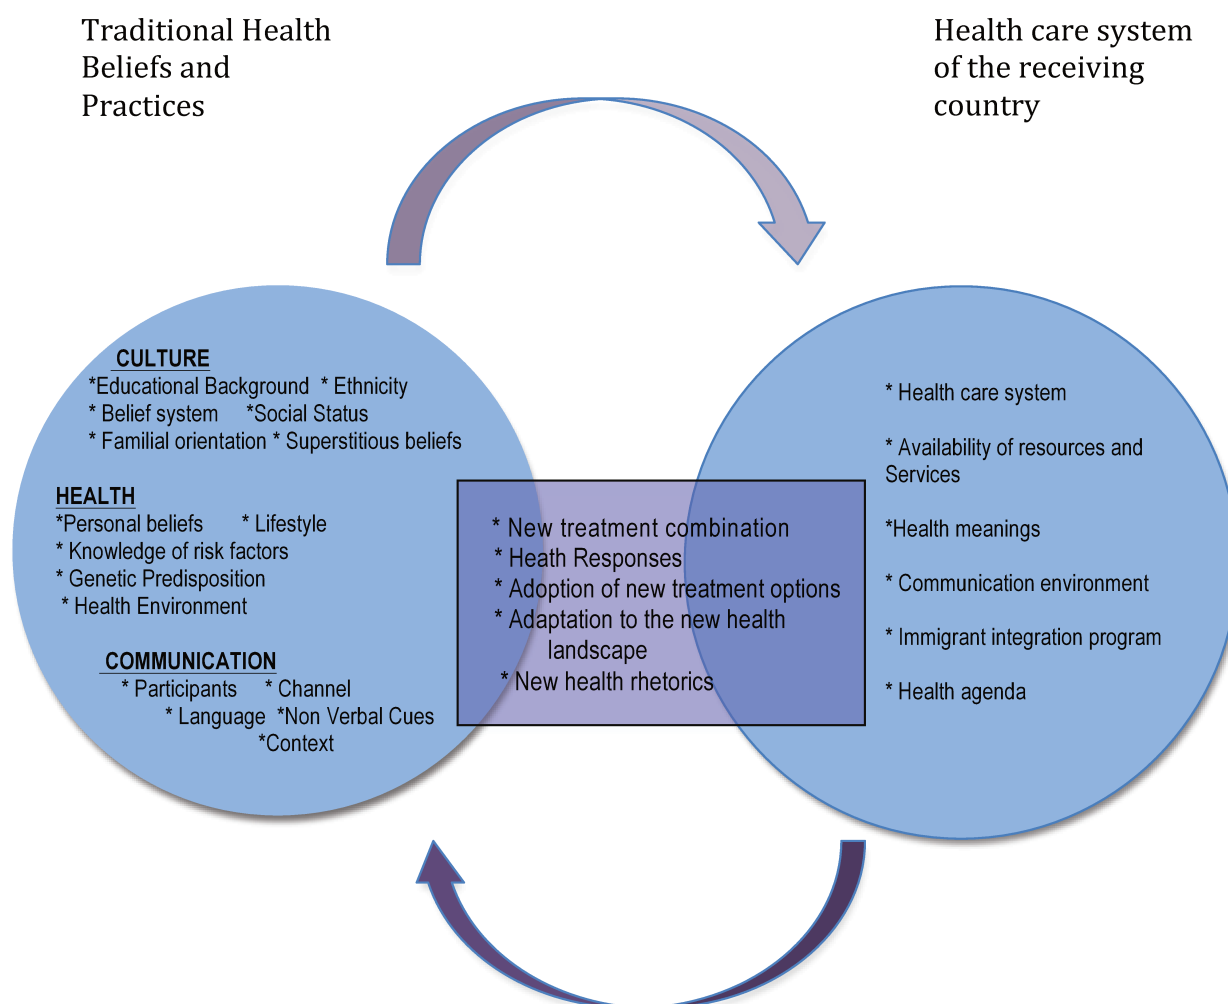 Traditional Health
Beliefs and
Practices
Health care system
of the receiving
country
CULTURE
*Educational Background * Ethnicity
* Belief system *Social Status
* Familial orientation * Superstitious beliefs
HEALTH
*Personal beliefs * Lifestyle
* Knowledge of risk factors
* Genetic Predisposition
* Health Environment
COMMUNICATION
* Participants * Channel
* Language *Non Verbal Cues
*Context
* New treatment combination
* Heath Responses
* Adoption of new treatment options
* Adaptation to the new health
landscape
* New health rhetorics
* Health care system
* Availability of resources and
Services
*Health meanings
* Communication environment
* Immigrant integration program
* Health agenda